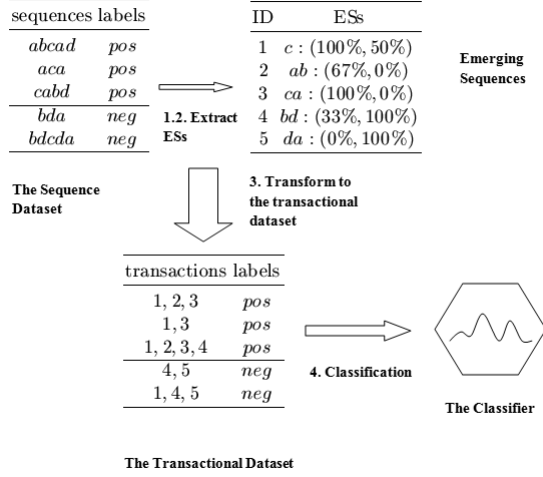 sequences labels
abcad pos
aca pos
cabd pos
bda neg
bdcda neg
The Sequence
Dataset
1.2. Extract
ESs
ID ESs
1 c : (100%, 50%)
2 ab : (67%, 0%)
3 ca : (100%, 0%)
4 bd : (33%, 100%)
5 da : (0%, 100%)
Emerging
Sequences
3. Transform to
the transactional
dataset
transactions labels
1, 2, 3 pos
1, 3 pos
1, 2, 3, 4 pos
4, 5 neg
1, 4, 5 neg
4. Classification
The Classifier
The Transactional Dataset